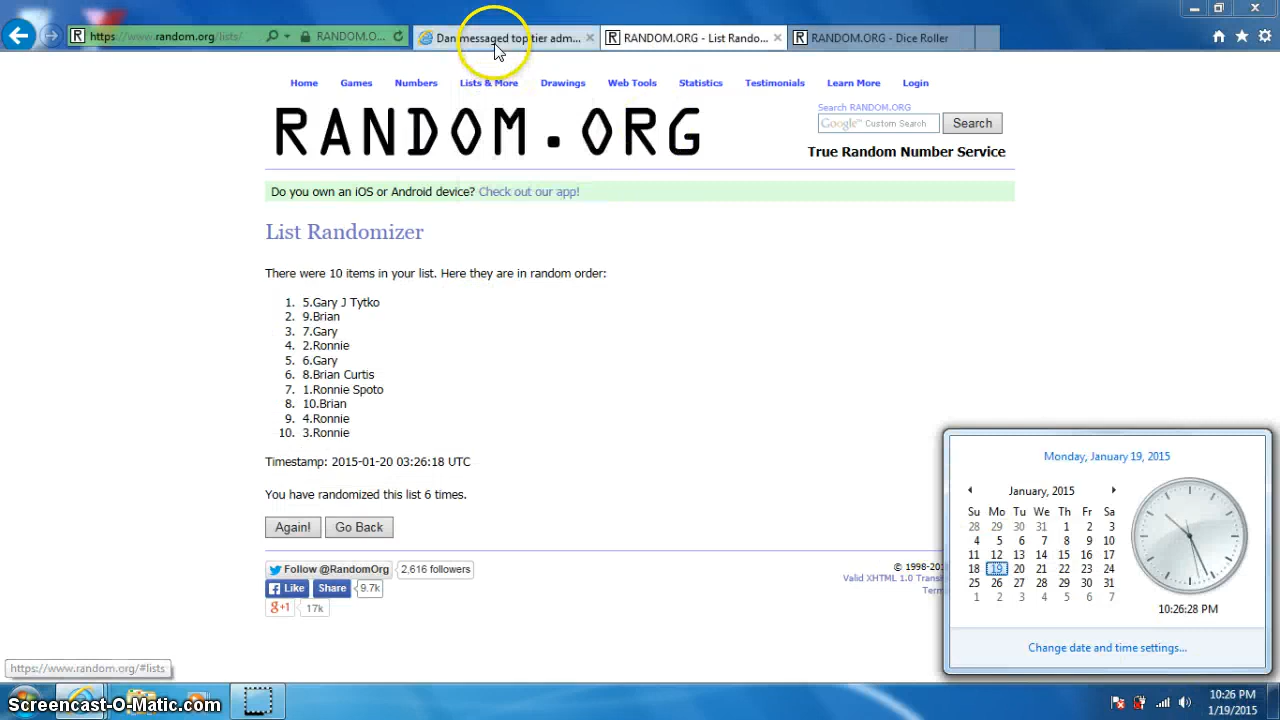 https://www.random.org/lists/
RANDOM.O...
Dan messaged top tier adm...
RANDOM.ORG - List Rando...
RANDOM.ORG - Dice Roller
Home Games Numbers Lists & More Drawings Web Tools Statistics Testimonials Learn More Login
RANDOM.ORG
Search RANDOM.ORG
Google™ Custom Search
Search
True Random Number Service
Do you own an iOS or Android device? Check out our app!
List Randomizer
There were 10 items in your list. Here they are in random order:
1. 5.Gary J Tytko
2. 9.Brian
3. 7.Gary
4. 2.Ronnie
5. 6.Gary
6. 8.Brian Curtis
7. 1.Ronnie Spoto
8. 10.Brian
9. 4.Ronnie
10. 3.Ronnie
Timestamp: 2015-01-20 03:26:18 UTC
You have randomized this list 6 times.
Again! Go Back
Follow @RandomOrg 2,616 followers
Like Share 9.7k
g+1 17k
© 1998-201
Valid XHTML 1.0 Trans
Term
Monday, January 19, 2015
January, 2015
Su Mo Tu We Th Fr Sa
28 29 30 31 1 2 3
4 5 6 7 8 9 10
11 12 13 14 15 16 17
18 19 20 21 22 23 24
25 26 27 28 29 30 31
1 2 3 4 5 6 7
10:26:28 PM
Change date and time settings...
https://www.random.org/#lists
Screencast-O-Matic.com
10:26 PM
1/19/2015